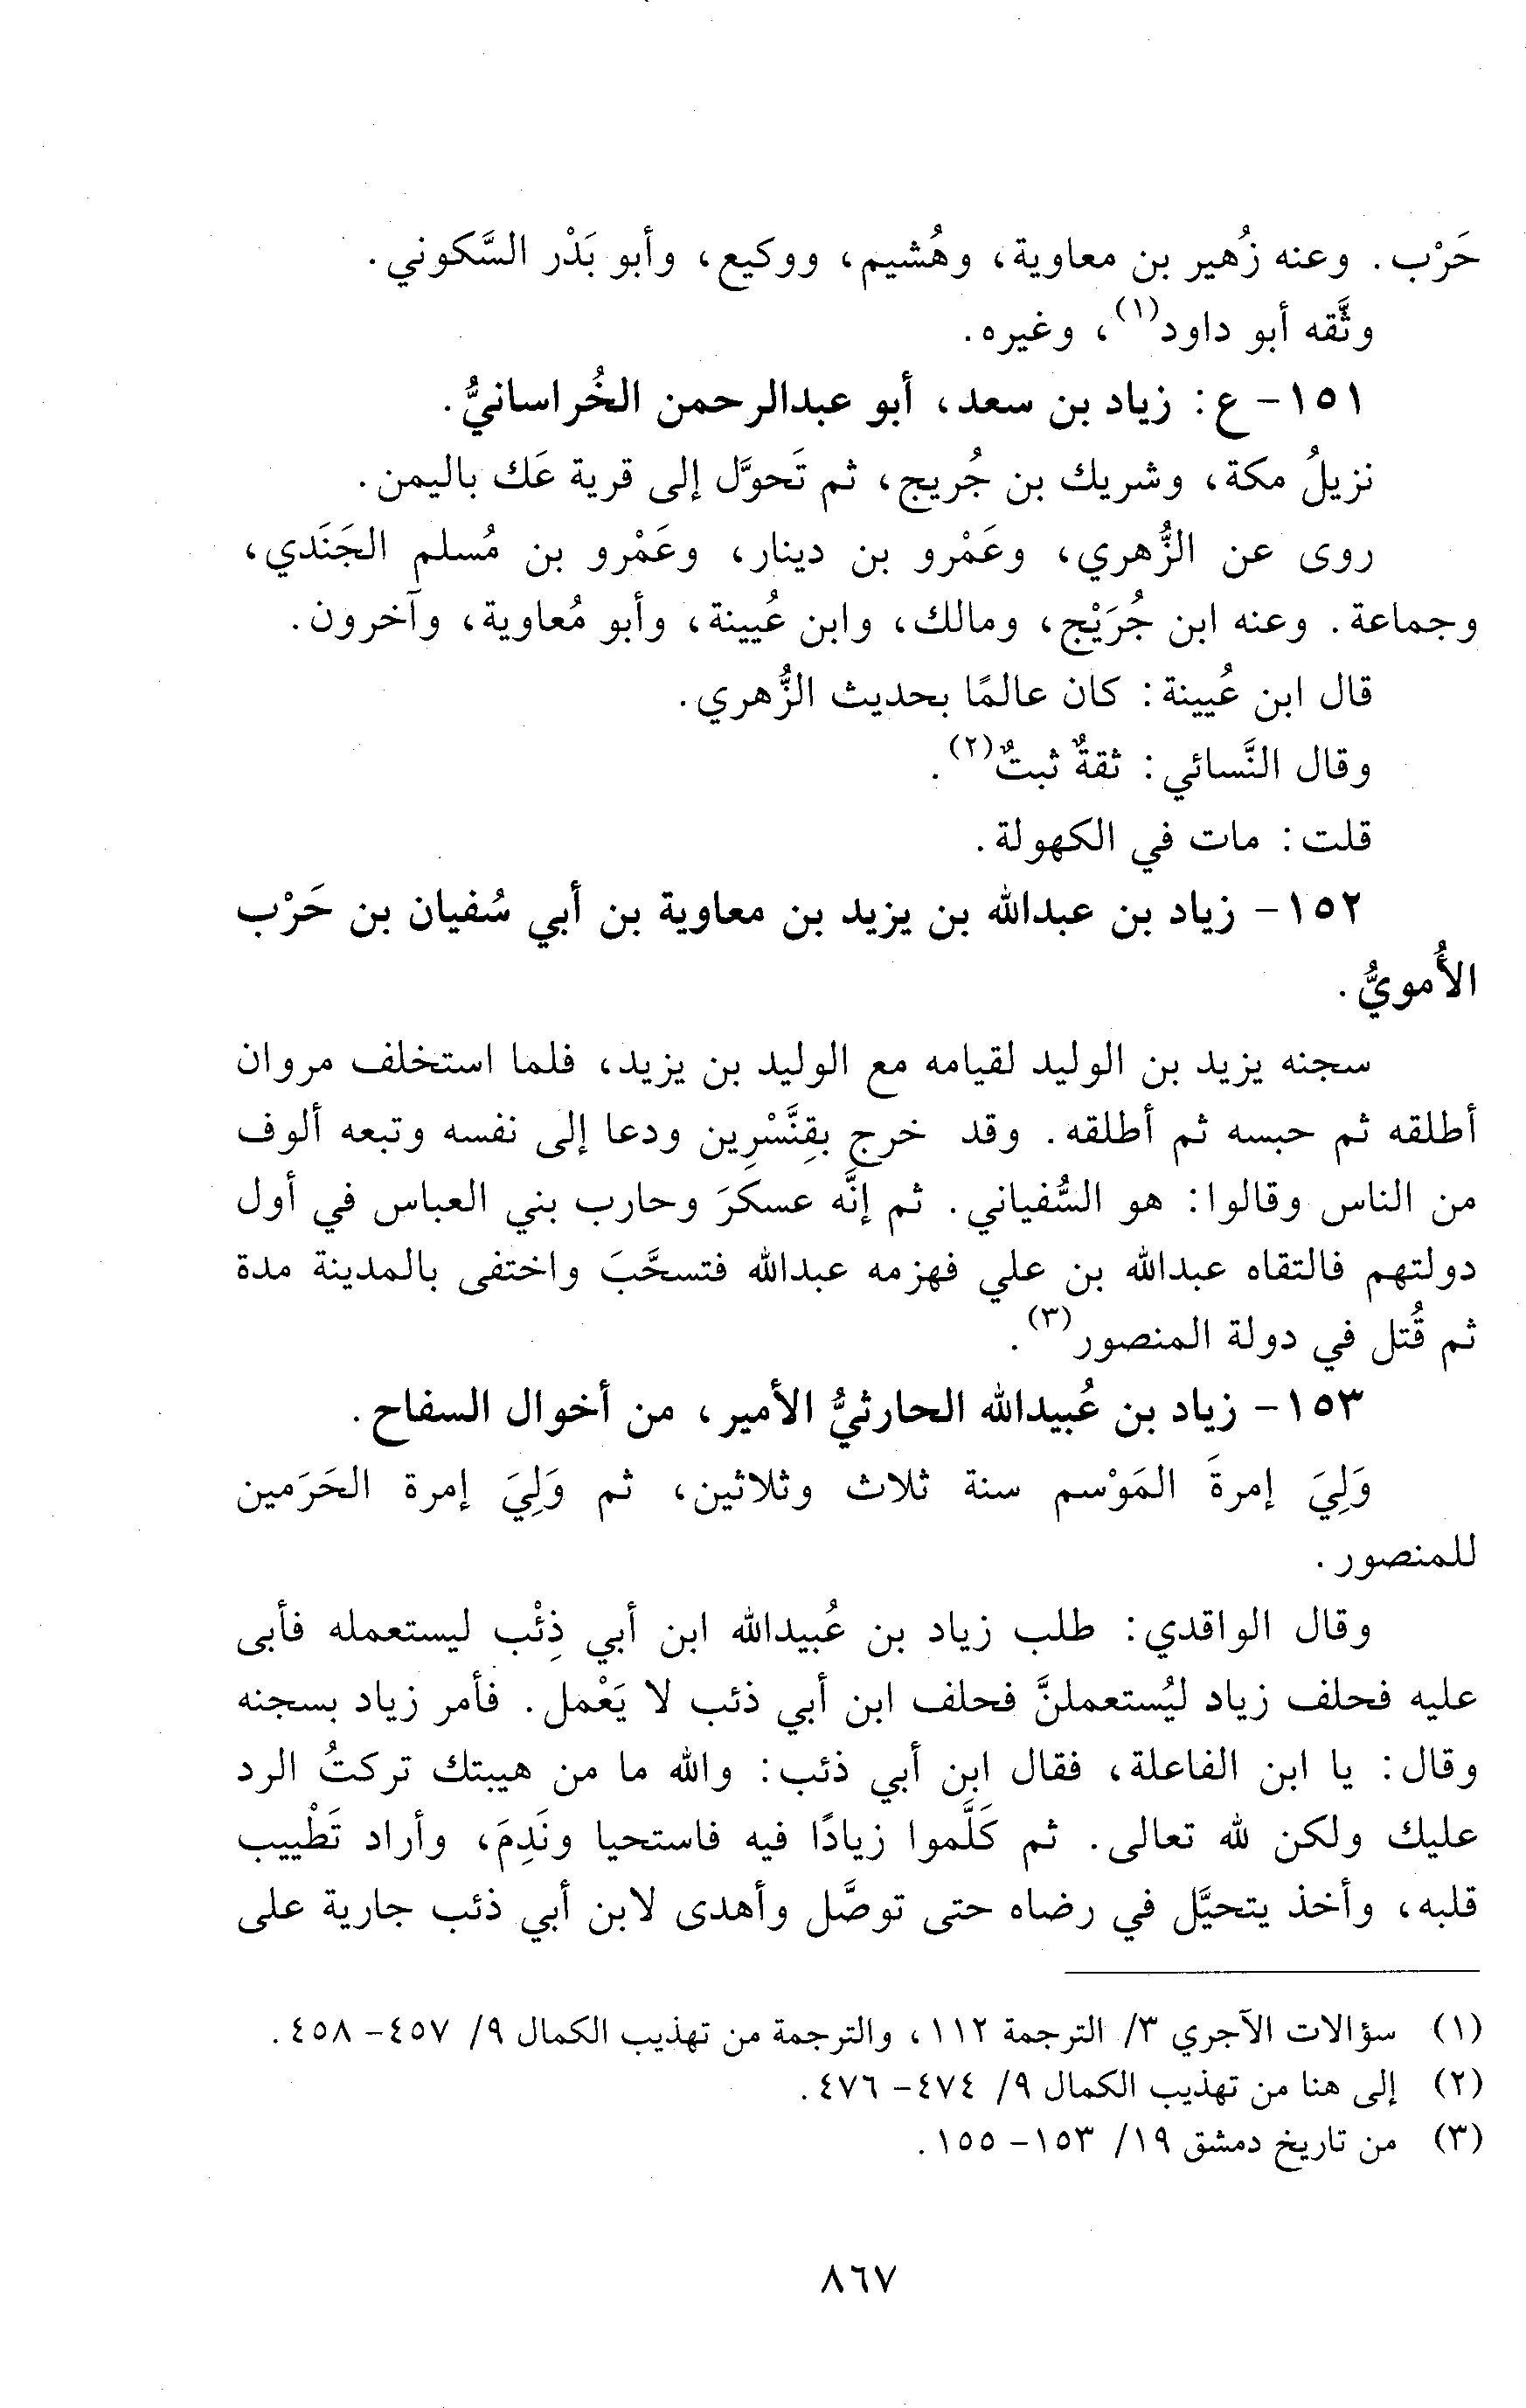 حَرْب. وعنه زُهير بن معاوية، وهُشيم، ووكيع، وأبو بَدْر السَّكوني.
وثَّقه أبو داود(١)، وغيره.
١٥١- ع: زياد بن سعد، أبو عبدالرحمن الخُراسانيُّ.
نزيلُ مكة، وشريك بن جُريج، ثم تَحوَّل إلى قرية عَك باليمن.
روى عن الزُّهري، وعَمْرو بن دينار، وعَمْرو بن مُسلم الجَنَدي،
وجماعة. وعنه ابن جُرَيْج، ومالك، وابن عُيينة، وأبو مُعاوية، وآخرون.
قال ابن عُيينة: كان عالمًا بحديث الزُّهري.
وقال النَّسائي: ثقةٌ ثبتٌ(٢).
قلت: مات في الكهولة.
١٥٢- زياد بن عبدالله بن يزيد بن معاوية بن أبي سُفيان بن حَرْب
الأُمويُّ.
سجنه يزيد بن الوليد لقيامه مع الوليد بن يزيد، فلما استخلف مروان
أطلقه ثم حبسه ثم أطلقه. وقد خرج بقِنَّسْرِين ودعا إلى نفسه وتبعه ألوف
من الناس وقالوا: هو السُّفياني. ثم إنَّه عسكرَ وحارب بني العباس في أول
دولتهم فالتقاه عبدالله بن علي فهزمه عبدالله فتسحَّبَ واختفى بالمدينة مدة
ثم قُتل في دولة المنصور(٣).
١٥٣- زياد بن عُبيدالله الحارثيُّ الأمير، من أخوال السفاح.
وَلِيَ إمرةَ المَوْسم سنة ثلاث وثلاثين، ثم وَلِيَ إمرة الحَرَمين
للمنصور.
وقال الواقدي: طلب زياد بن عُبيدالله ابن أبي ذِئْب ليستعمله فأبى
عليه فحلف زياد ليُستعملنَّ فحلف ابن أبي ذئب لا يَعْمل. فأمر زياد بسجنه
وقال: يا ابن الفاعلة، فقال ابن أبي ذئب: والله ما من هيبتك تركتُ الرد
عليك ولكن لله تعالى. ثم كَلَّموا زيادًا فيه فاستحيا ونَدِمَ، وأراد تَطْييب
قلبه، وأخذ يتحيَّل في رضاه حتى توصَّل وأهدى لابن أبي ذئب جارية على
(١) سؤالات الآجري ٣/ الترجمة ١١٢، والترجمة من تهذيب الكمال ٩/ ٤٥٧- ٤٥٨.
(٢) إلى هنا من تهذيب الكمال ٩/ ٤٧٤- ٤٧٦.
(٣) من تاريخ دمشق ١٩/ ١٥٣- ١٥٥.
٨٦٧